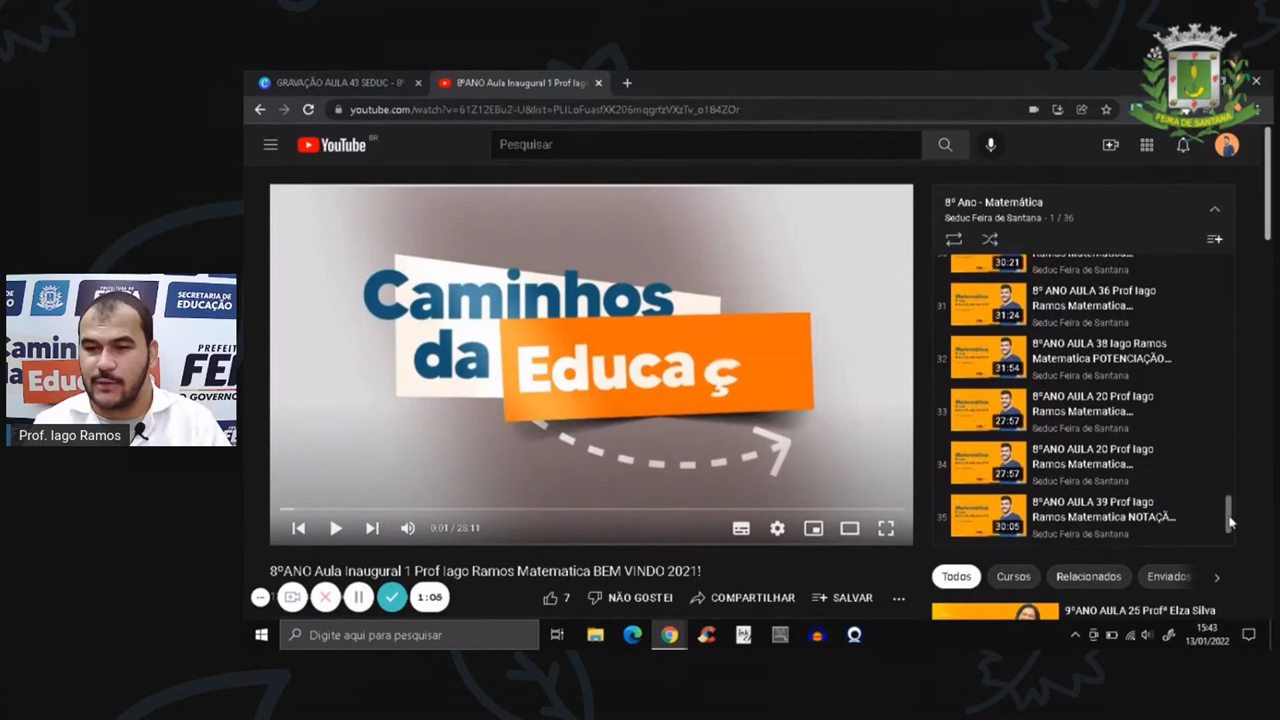 GRAVAÇÃO AULA 43 SEDUC - 8º
8ºANO Aula Inaugural 1 Prof Iago
youtube.com/watch?v=61Z12EBu2-U&list=PLILoFuasfXK206mqgrfzVXzTv_o184ZOr
FEIRA DE SANTANA
YouTube BR
Pesquisar
Caminhos
da Educaç
0:01 / 28:11
8ºANO Aula Inaugural 1 Prof Iago Ramos Matematica BEM VINDO 2021!
1:05
7
NÃO GOSTEI
COMPARTILHAR
SALVAR
8º Ano - Matemática
Seduc Feira de Santana - 1 / 36
30:21
Ramos Matematica...
Seduc Feira de Santana
31
31:24
8º ANO AULA 36 Prof Iago
Ramos Matematica...
Seduc Feira de Santana
32
31:54
8ºANO AULA 38 Iago Ramos
Matematica POTENCIAÇÃO...
Seduc Feira de Santana
33
27:57
8ºANO AULA 20 Prof Iago
Ramos Matematica...
Seduc Feira de Santana
34
27:57
8ºANO AULA 20 Prof Iago
Ramos Matematica...
Seduc Feira de Santana
35
30:05
8ºANO AULA 39 Prof Iago
Ramos Matematica NOTAÇÃ...
Seduc Feira de Santana
Todos
Cursos
Relacionados
Enviados
9ºANO AULA 25 Profª Elza Silva
Digite aqui para pesquisar
15:43
13/01/2022
SECRETARIA DE
EDUCAÇÃO
PREFEIT
FEI
O GOVERNO
Prof. Iago Ramos